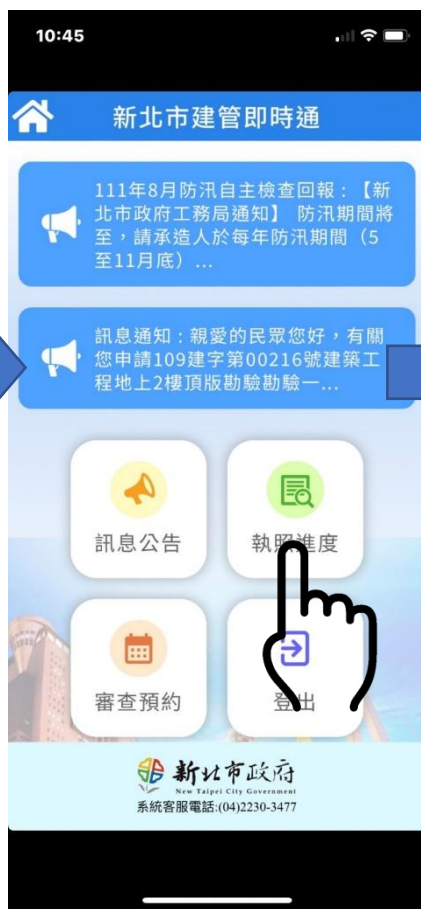 10:45
新北市建管即時通
111年8月防汛自主檢查回報：【新
北市政府工務局通知】 防汛期間將
至，請承造人於每年防汛期間（5
至11月底）...
訊息通知：親愛的民眾您好，有關
您申請109建字第00216號建築工
程地上2樓頂版勘驗勘驗一...
訊息公告
執照進度
審查預約
登出
新北市政府
New Taipei City Government
系統客服電話:(04)2230-3477